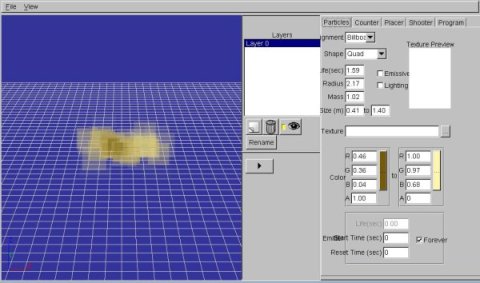 File View
Layers
Layer 0
Rename
Particles Counter Placer Shooter Program
lignment Billboa
Texture Preview
Shape Quad
Life(sec) 1.59
Emissive
Radius 2.17
Lighting
Mass 1.02
Size (m) 0.41 to 1.40
Texture
R 0.46 R 1.00
G 0.36 G 0.97
Color to
B 0.04 B 0.68
A 1.00 A 0
Life(sec) 0.00
Start Time (sec) 0
Forever
Reset Time (sec) 0